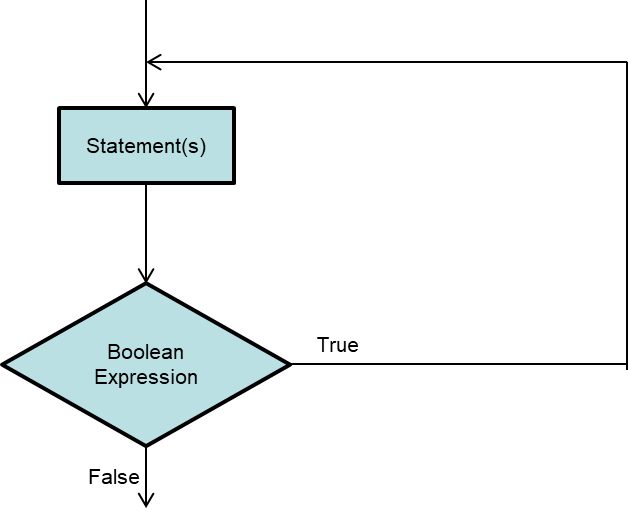 Statement(s)
Boolean
Expression
True
False